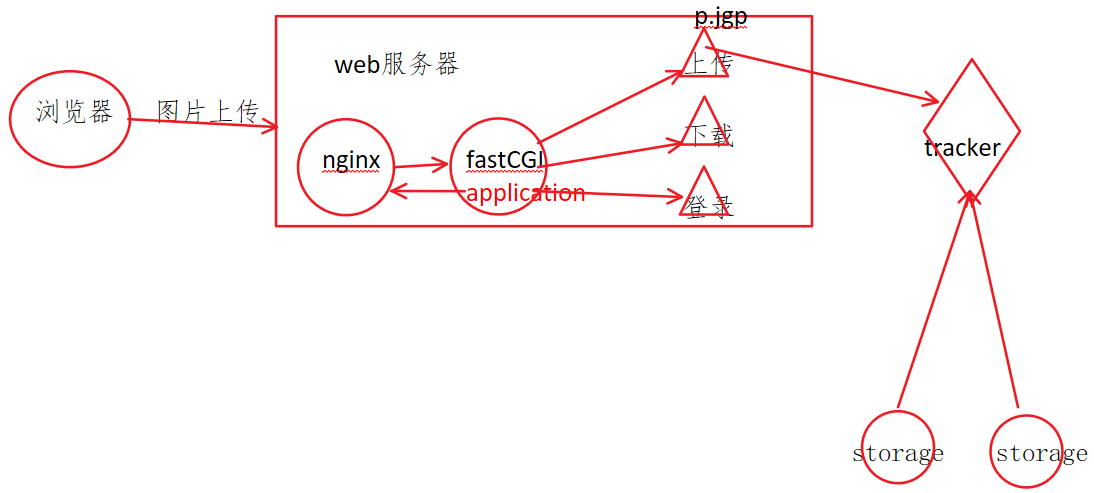 p.jgp
web服务器
上传
浏览器
图片上传
下载
nginx
fastCGI
tracker
application
登录
storage
storage